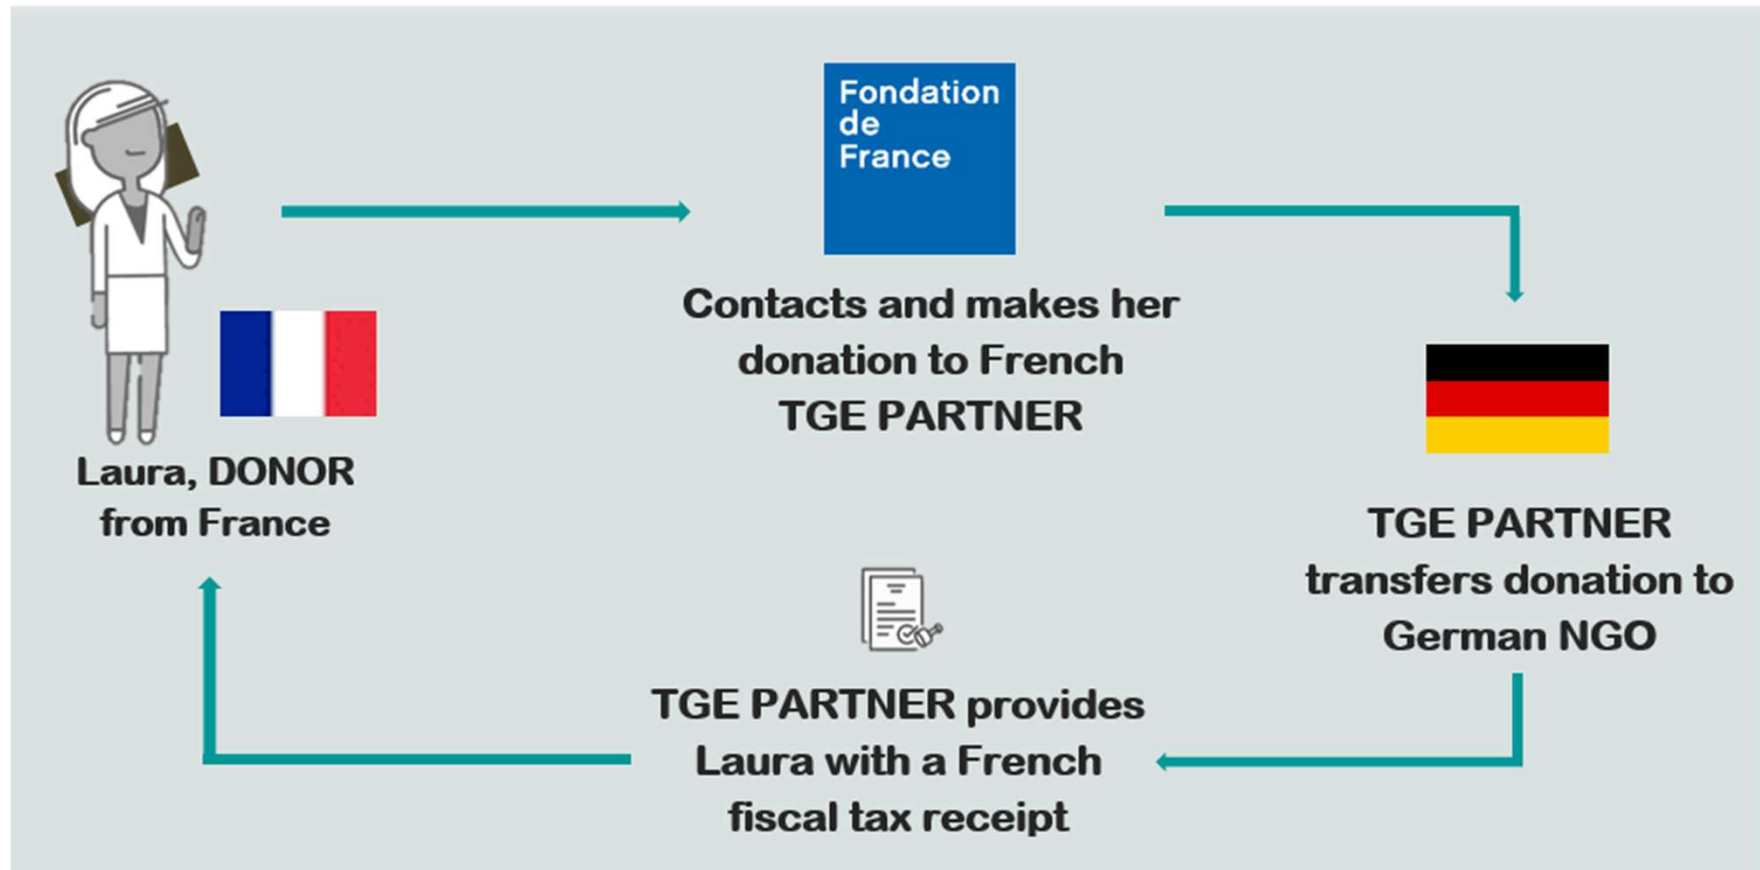 Fondation
de
France
Contacts and makes her
donation to French
TGE PARTNER
Laura, DONOR
from France
TGE PARTNER
transfers donation to
German NGO
TGE PARTNER provides
Laura with a French
fiscal tax receipt